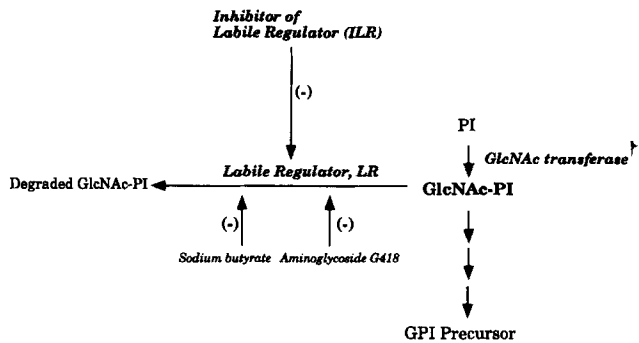 Inhibitor of
Labile Regulator (ILR)
(-)
PI
GlcNAc transferase
Labile Regulator, LR
Degraded GlcNAc-PI
GlcNAc-PI
(-)
(-)
Sodium butyrate
Aminoglycoside G418
GPI Precursor